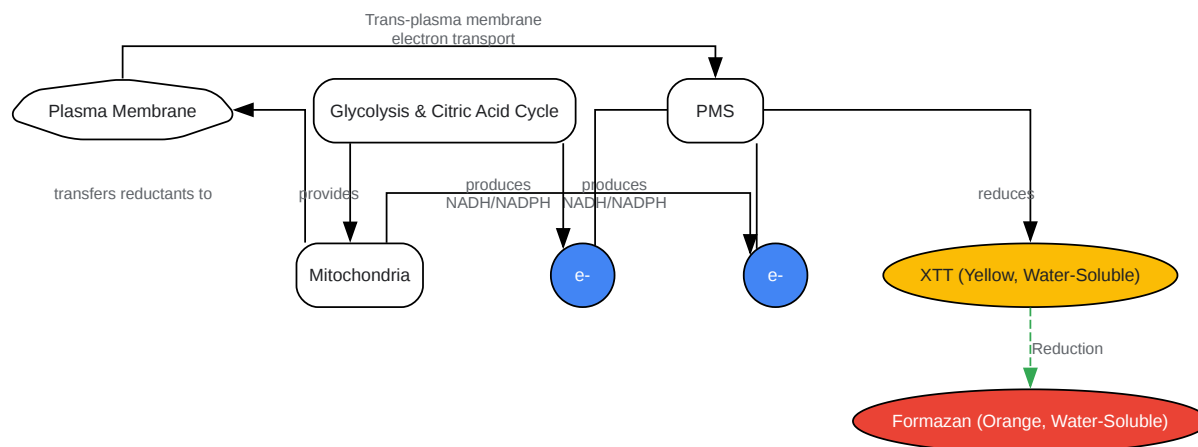 Trans-plasma membrane
electron transport
Plasma Membrane
Glycolysis & Citric Acid Cycle
PMS
transfers reductants to
provides
produces
NADH/NADPH
produces
NADH/NADPH
reduces
Mitochondria
e-
e-
XTT (Yellow, Water-Soluble)
Reduction
Formazan (Orange, Water-Soluble)